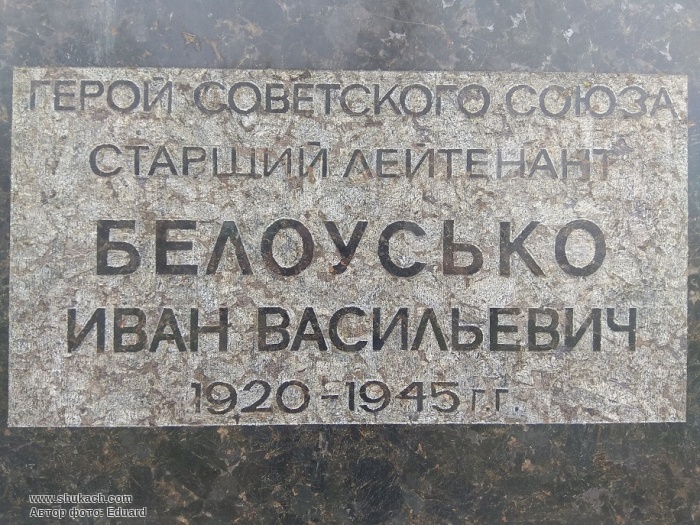 ГЕРОЙ СОВЕТСКОГО СОЮЗА
СТАРШИЙ ЛЕЙТЕНАНТ
БЕЛОУСЬКО
ИВАН ВАСИЛЬЕВИЧ
1920-1945 г.г.
www.shukach.com
Автор фото: Eduard